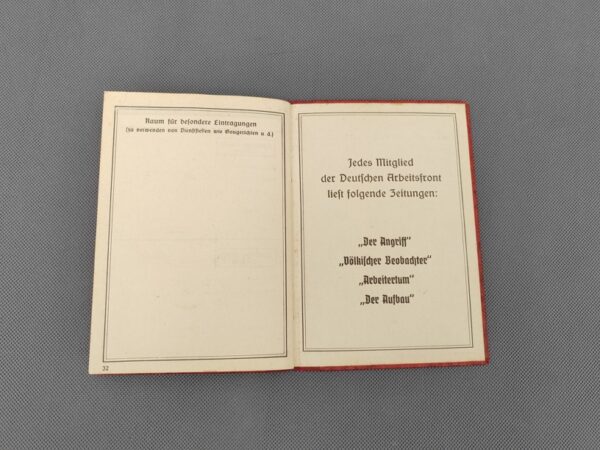 Raum für besondere Eintragungen
(zu verwenden von Dienststellen wie Gaugerichten u. ä.)
32
Jedes Mitglied
der Deutschen Arbeitsfront
liest folgende Zeitungen:
„Der Angriff“
„Völkischer Beobachter“
„Arbeitertum“
„Der Aufbau“